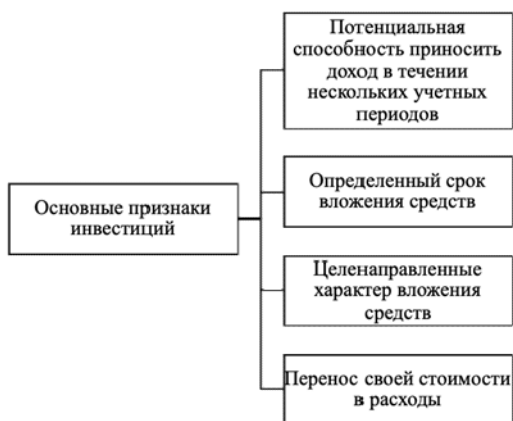 Потенциальная
способность приносить
доход в течении
нескольких учетных
периодов
Основные признаки
инвестиций
Определенный срок
вложения средств
Целенаправленные
характер вложения
средств
Перенос своей стоимости
в расходы